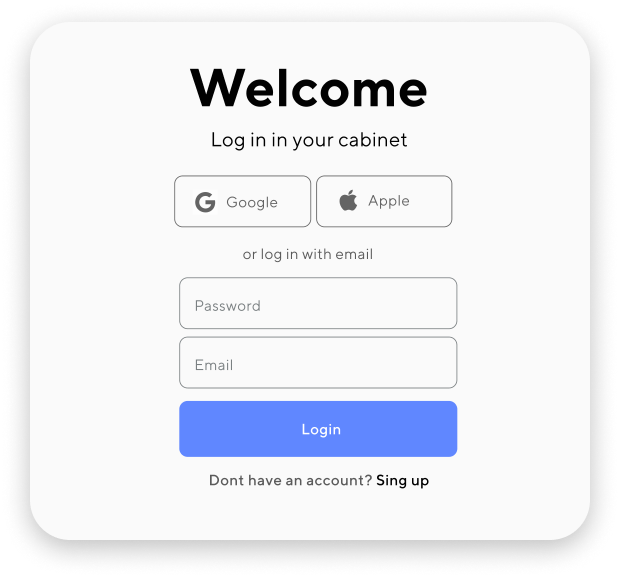 Welcome
Log in in your cabinet
Google Apple
or log in with email
Password
Email
Login
Dont have an account? Sing up